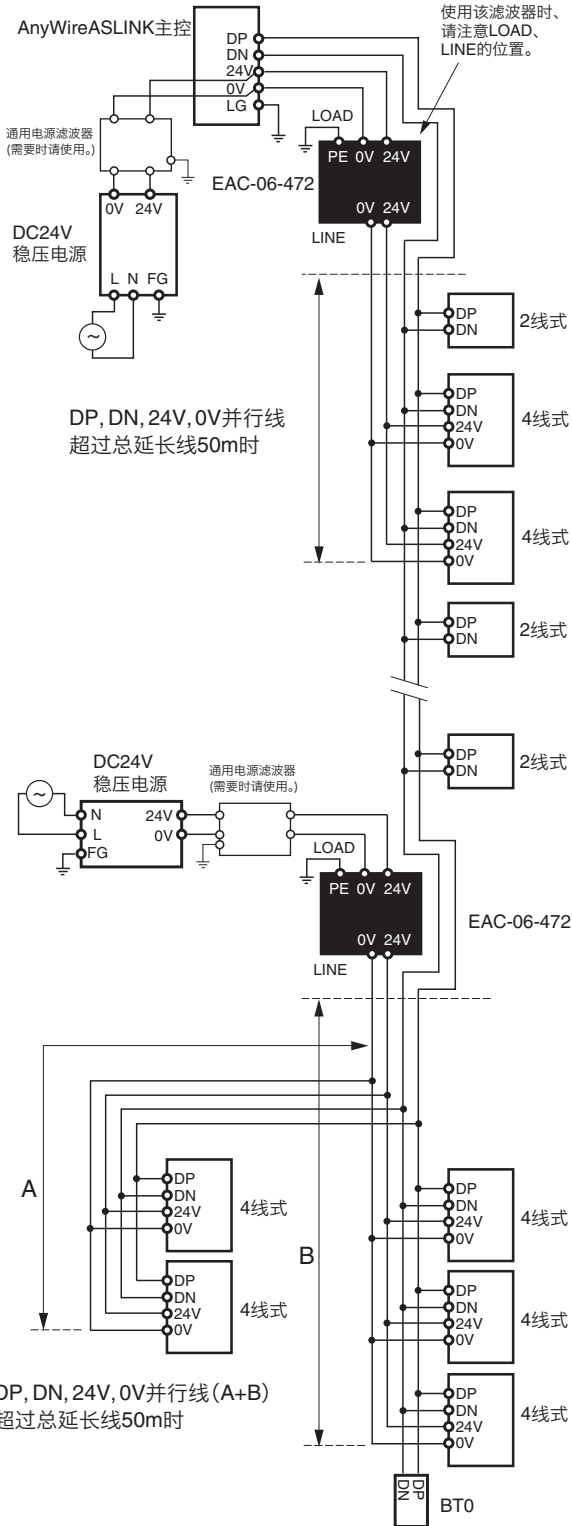 AnyWireASLINK主控
DP
DN
24V
0V
LG
使用该滤波器时、
请注意LOAD、
LINE的位置。
通用电源滤波器
(需要时请使用。)
LOAD
PE 0V 24V
EAC-06-472
0V 24V
LINE
0V 24V
DC24V
稳压电源
L N FG
~
DP
DN
2线式
DP, DN, 24V, 0V并行线
超过总延长线50m时
DP
DN
24V
0V
4线式
DP
DN
24V
0V
4线式
DP
DN
2线式
DP
DN
2线式
DC24V
稳压电源
通用电源滤波器
(需要时请使用。)
~
N
L
FG
24V
0V
LOAD
PE 0V 24V
EAC-06-472
0V 24V
LINE
A
B
DP
DN
24V
0V
4线式
DP
DN
24V
0V
4线式
DP
DN
24V
0V
4线式
DP
DN
24V
0V
4线式
DP
DN
24V
0V
4线式
DP, DN, 24V, 0V并行线(A+B)
超过总延长线50m时
DP
DN
BT0